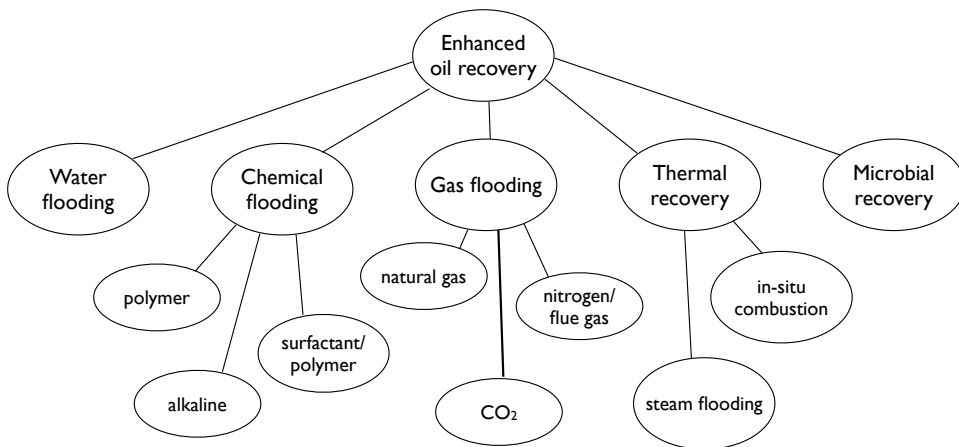 Enhanced
oil recovery
Water
flooding
Chemical
flooding
Gas flooding
Thermal
recovery
Microbial
recovery
polymer
alkaline
surfactant/
polymer
natural gas
CO₂
nitrogen/
flue gas
steam flooding
in-situ
combustion